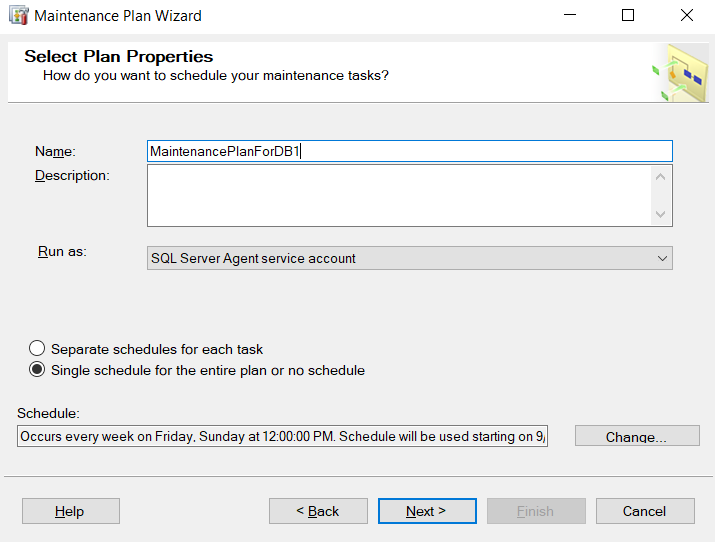 Maintenance Plan Wizard
Select Plan Properties
How do you want to schedule your maintenance tasks?
Name:
MaintenancePlanForDB1
Description:
Run as:
SQL Server Agent service account
Separate schedules for each task
Single schedule for the entire plan or no schedule
Schedule:
Occurs every week on Friday, Sunday at 12:00:00 PM. Schedule will be used starting on 9/
Change...
Help
< Back
Next >
Finish
Cancel